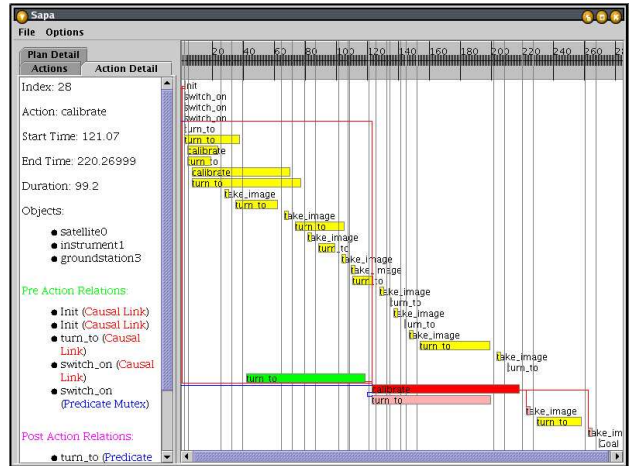 Sapa
File Options
Plan Detail
Actions Action Detail
20 40 60 80 100 120 140 160 180 200 220 240 260 28
Index: 28
Action: calibrate
Start Time: 121.07
End Time: 220.26999
Duration: 99.2
Objects:
satellite0
instrument1
groundstation3
Pre Action Relations:
Init (Causal Link)
Init (Causal Link)
turn_to (Causal
Link)
switch_on (Causal
Link)
switch_on
(Predicate Mutex)
Post Action Relations:
turn_to (Predicate
Init
switch_on
switch_on
switch_on
turn_to
turn_to
calibrate
turn_to
calibrate
turn_to
take_image
turn_to
take_image
turn_to
take_image
turn_to
take_image
take_image
turn_to
take_image
turn_to
take_image
turn_to
take_image
turn_to
take_image
turn_to
turn_to
calibrate
turn_to
take_image
turn_to
take_im
Goal